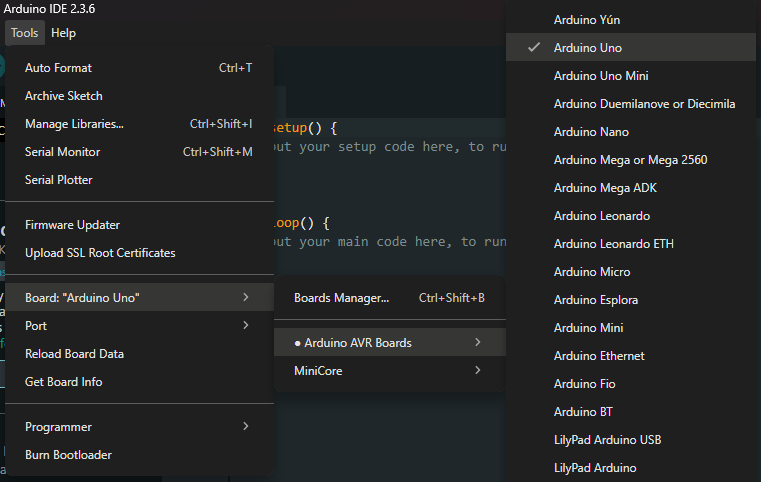 Arduino IDE 2.3.6
Tools Help
Auto Format Ctrl+T
Archive Sketch
Manage Libraries... Ctrl+Shift+I
Serial Monitor Ctrl+Shift+M
Serial Plotter
Firmware Updater
Upload SSL Root Certificates
Board: "Arduino Uno"
Port
Reload Board Data
Get Board Info
Programmer
Burn Bootloader
setup() {
put your setup code here, to ru
loop() {
put your main code here, to run
Boards Manager... Ctrl+Shift+B
• Arduino AVR Boards
MiniCore
Arduino Yún
✓ Arduino Uno
Arduino Uno Mini
Arduino Duemilanove or Diecimila
Arduino Nano
Arduino Mega or Mega 2560
Arduino Mega ADK
Arduino Leonardo
Arduino Leonardo ETH
Arduino Micro
Arduino Esplora
Arduino Mini
Arduino Ethernet
Arduino Fio
Arduino BT
LilyPad Arduino USB
LilyPad Arduino